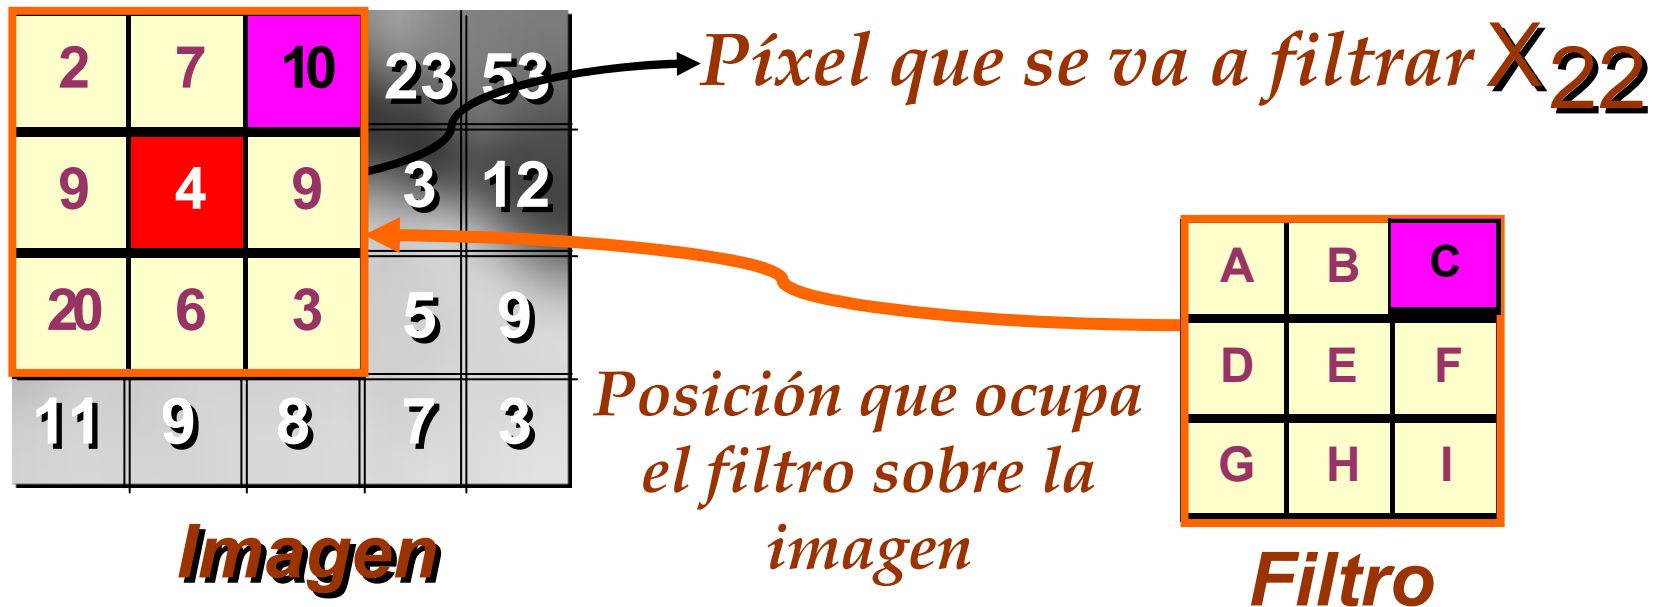 2 7 10 23 53
Píxel que se va a filtrar X22
9 4 9 3 12
20 6 3 5 9
11 9 8 7 3
A B C
D E F
G H I
Posición que ocupa
el filtro sobre la
imagen
Imagen
Filtro